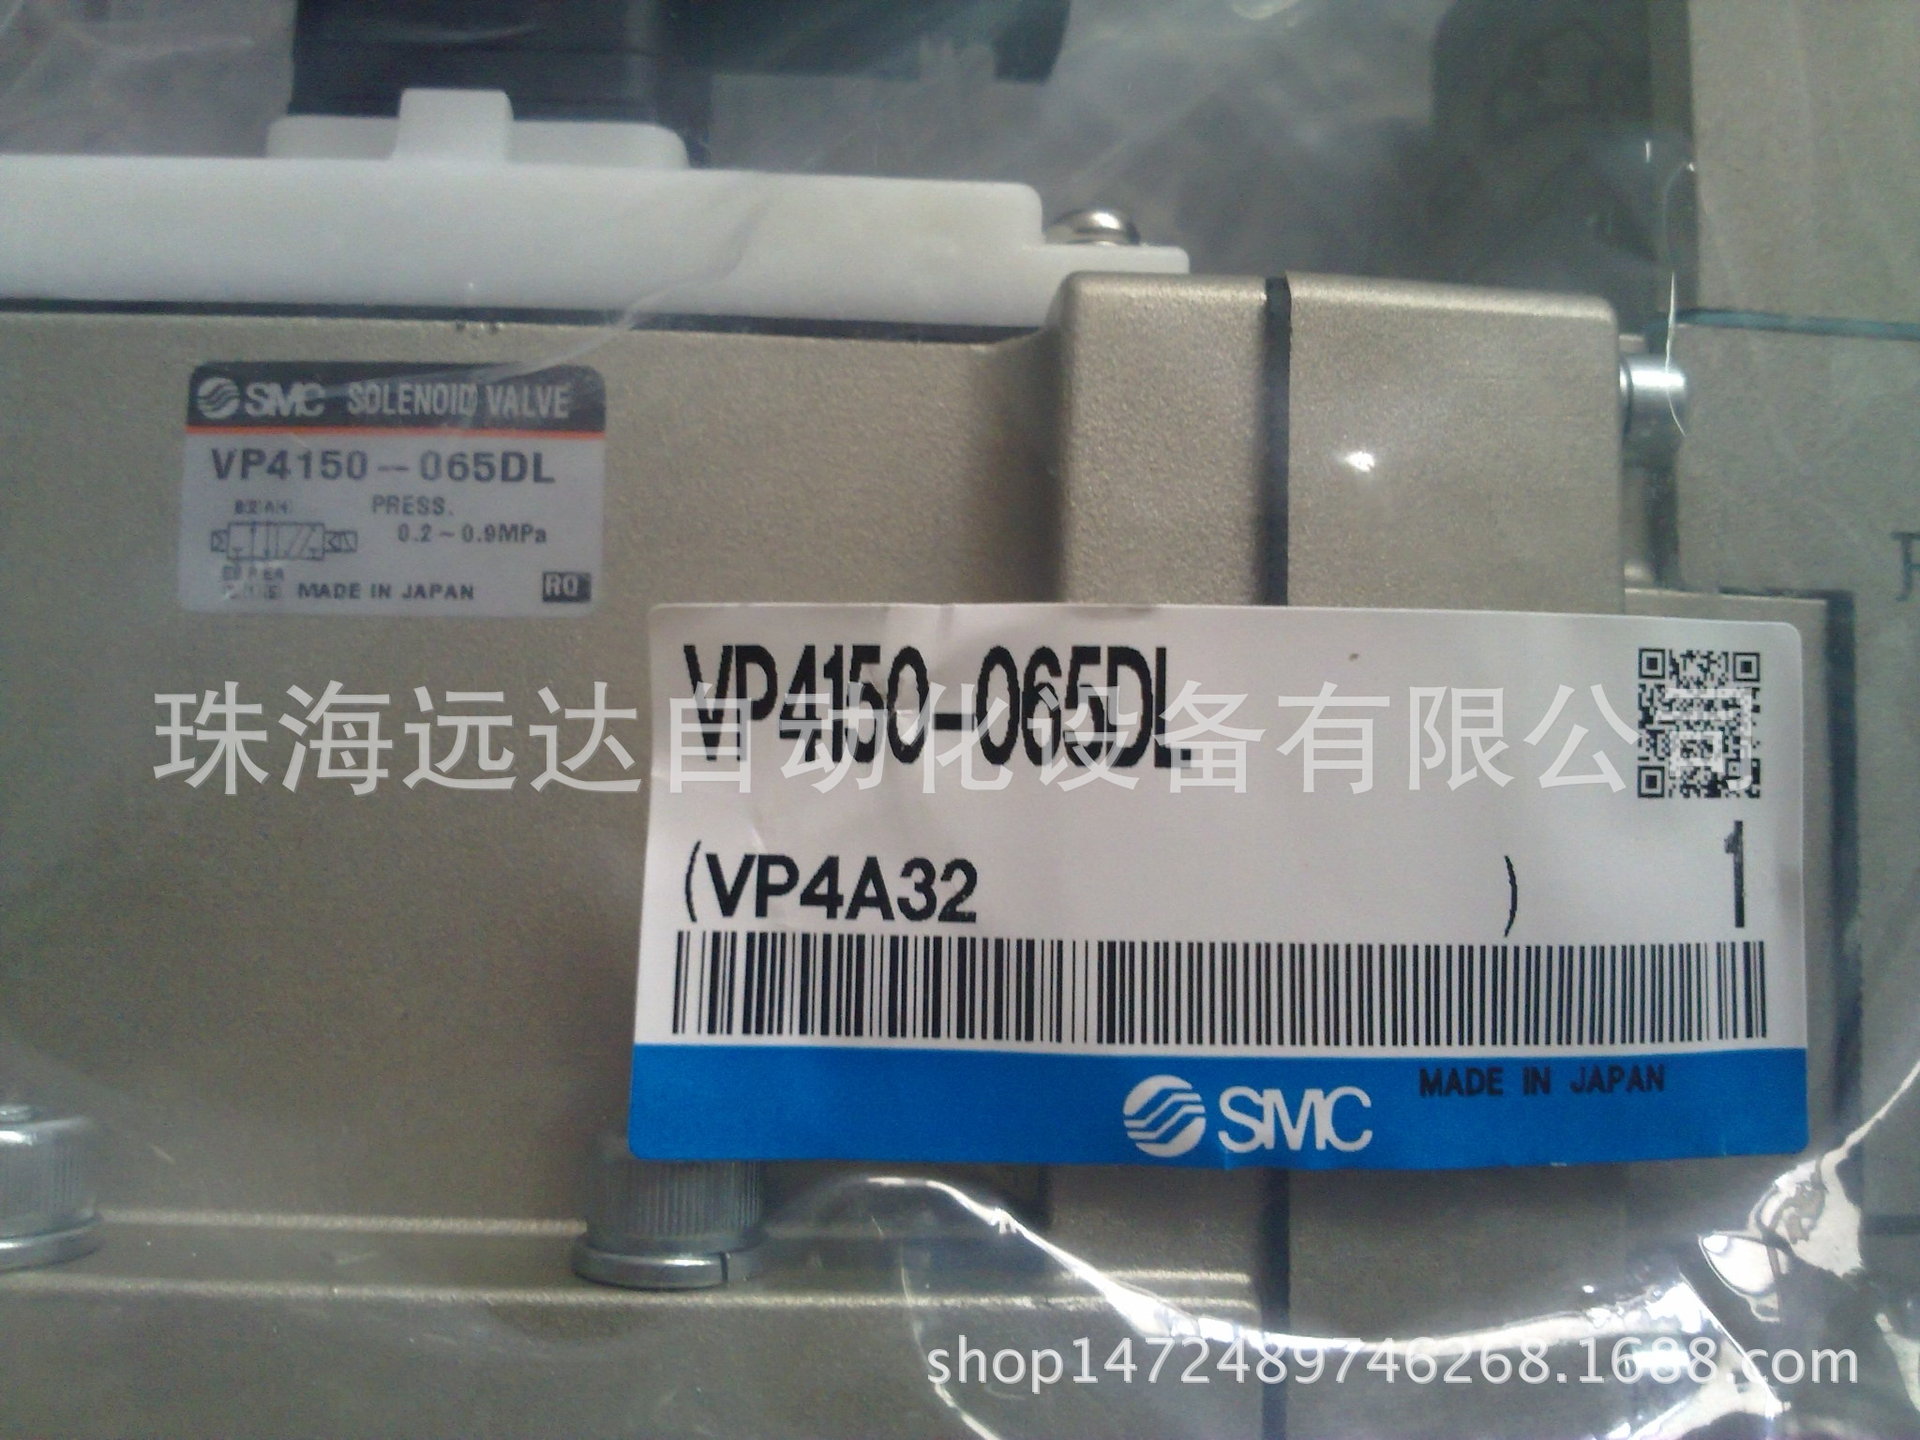 SMC SOLENOID VALVE
VP4150-065DL
PRESS.
0.2~0.9MPa
MADE IN JAPAN
RQ
VP4150-065DL
珠海远达自动化设备有限公司
(VP4A32 ) 1
SMC MADE IN JAPAN
shop1472489746268.1688.com